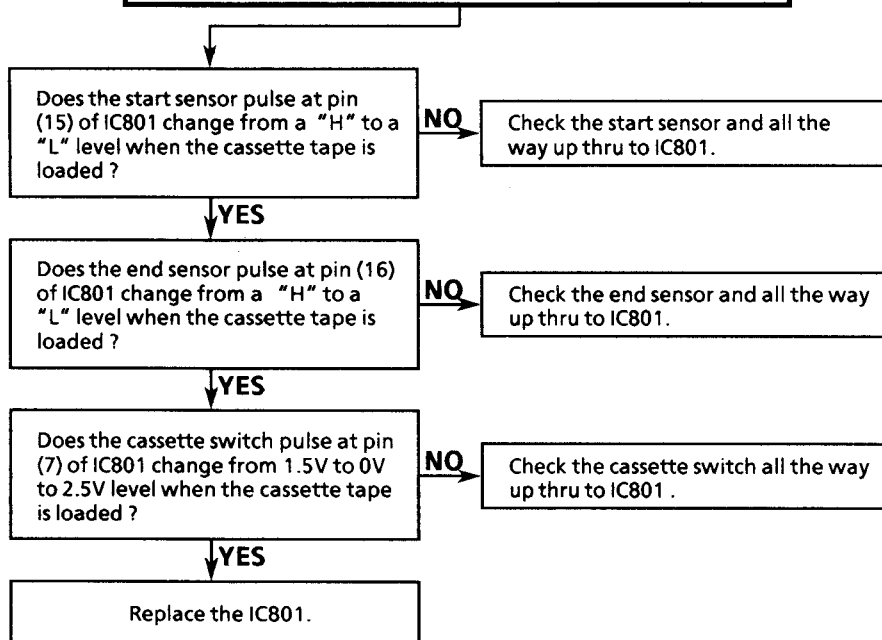 Does the start sensor pulse at pin
(15) of IC801 change from a "H" to a
"L" level when the cassette tape is
loaded ?
NO
Check the start sensor and all the
way up thru to IC801.
YES
Does the end sensor pulse at pin (16)
of IC801 change from a "H" to a
"L" level when the cassette tape is
loaded ?
NO
Check the end sensor and all the way
up thru to IC801.
YES
Does the cassette switch pulse at pin
(7) of IC801 change from 1.5V to 0V
to 2.5V level when the cassette tape
is loaded ?
NO
Check the cassette switch all the way
up thru to IC801 .
YES
Replace the IC801.